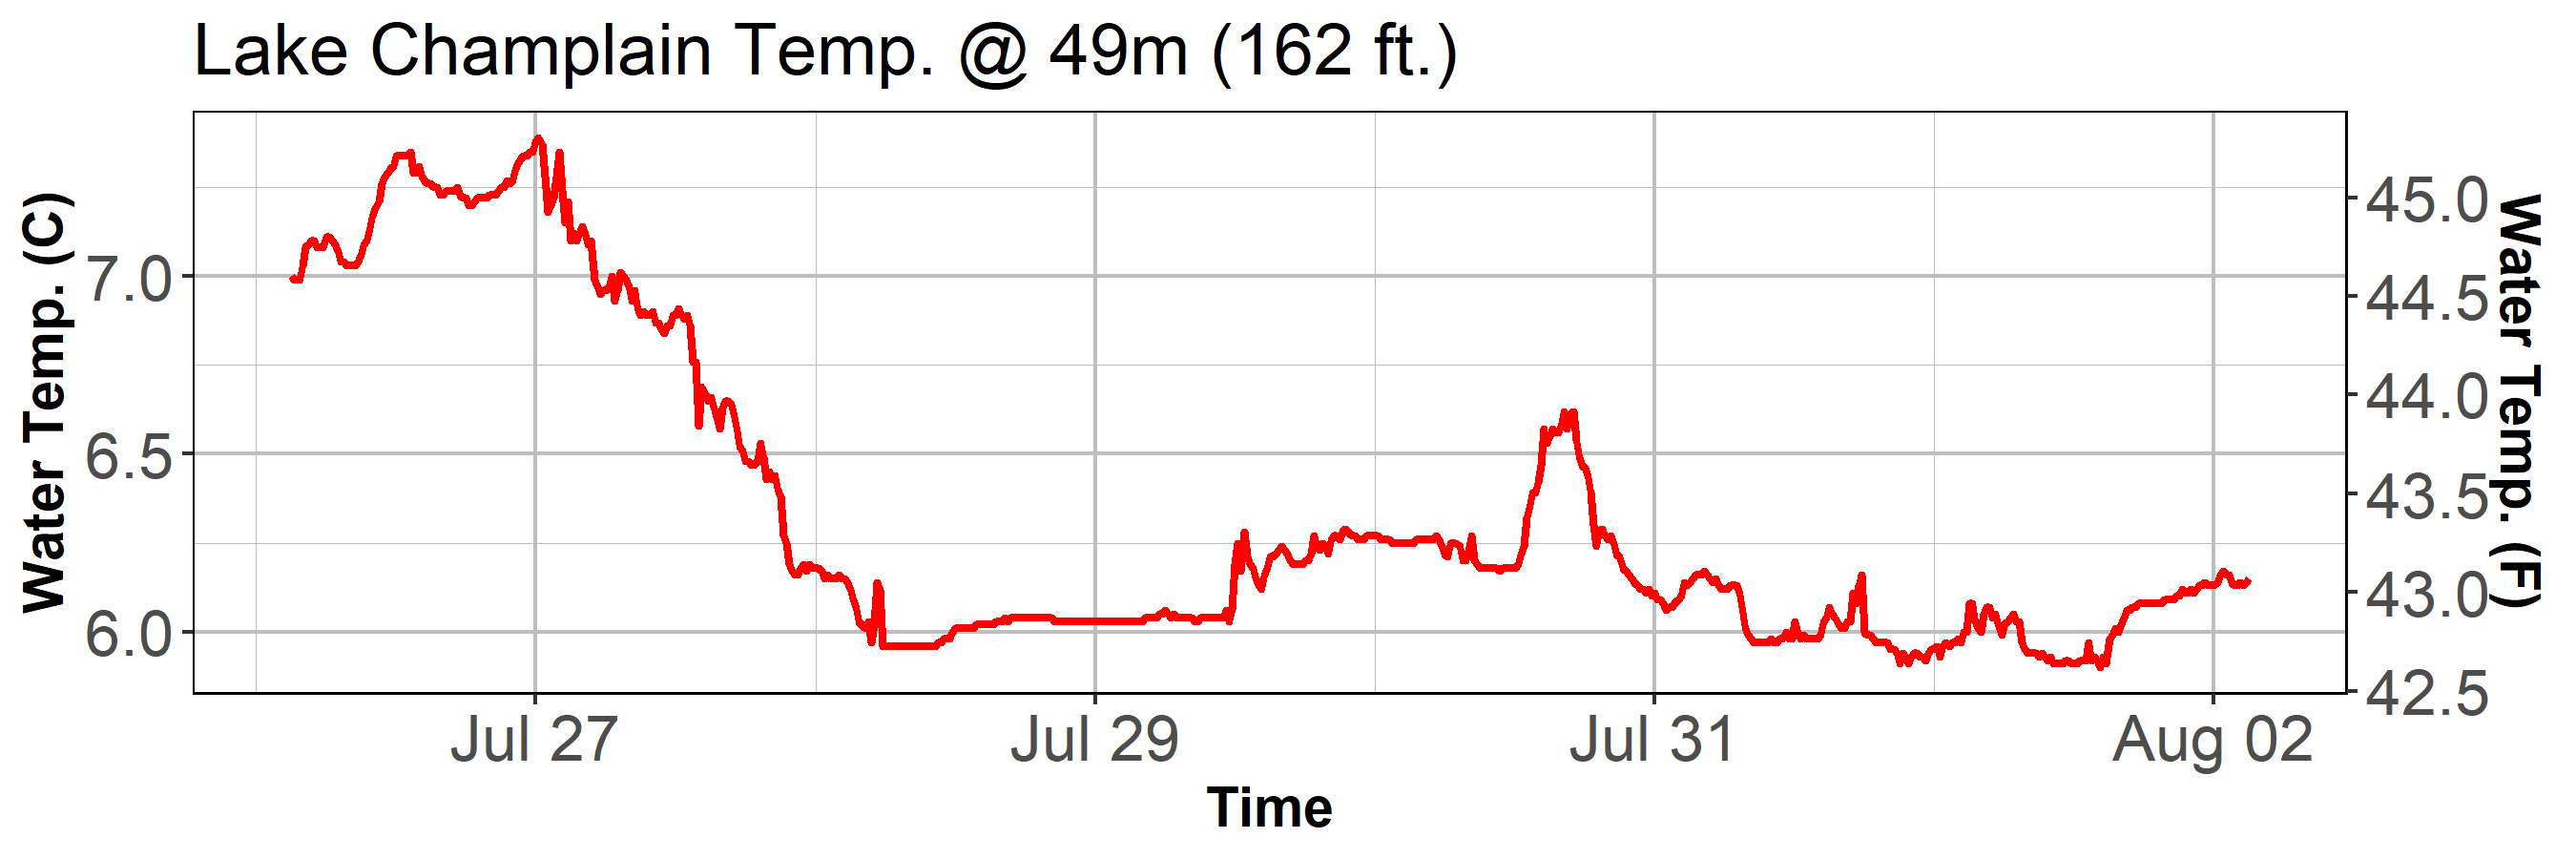 Lake Champlain Temp. @ 49m (162 ft.)
Water Temp. (C)
7.0
6.5
6.0
45.0
44.5
44.0
43.5
43.0
42.5
Water Temp. (F)
Jul 27
Jul 29
Jul 31
Aug 02
Time